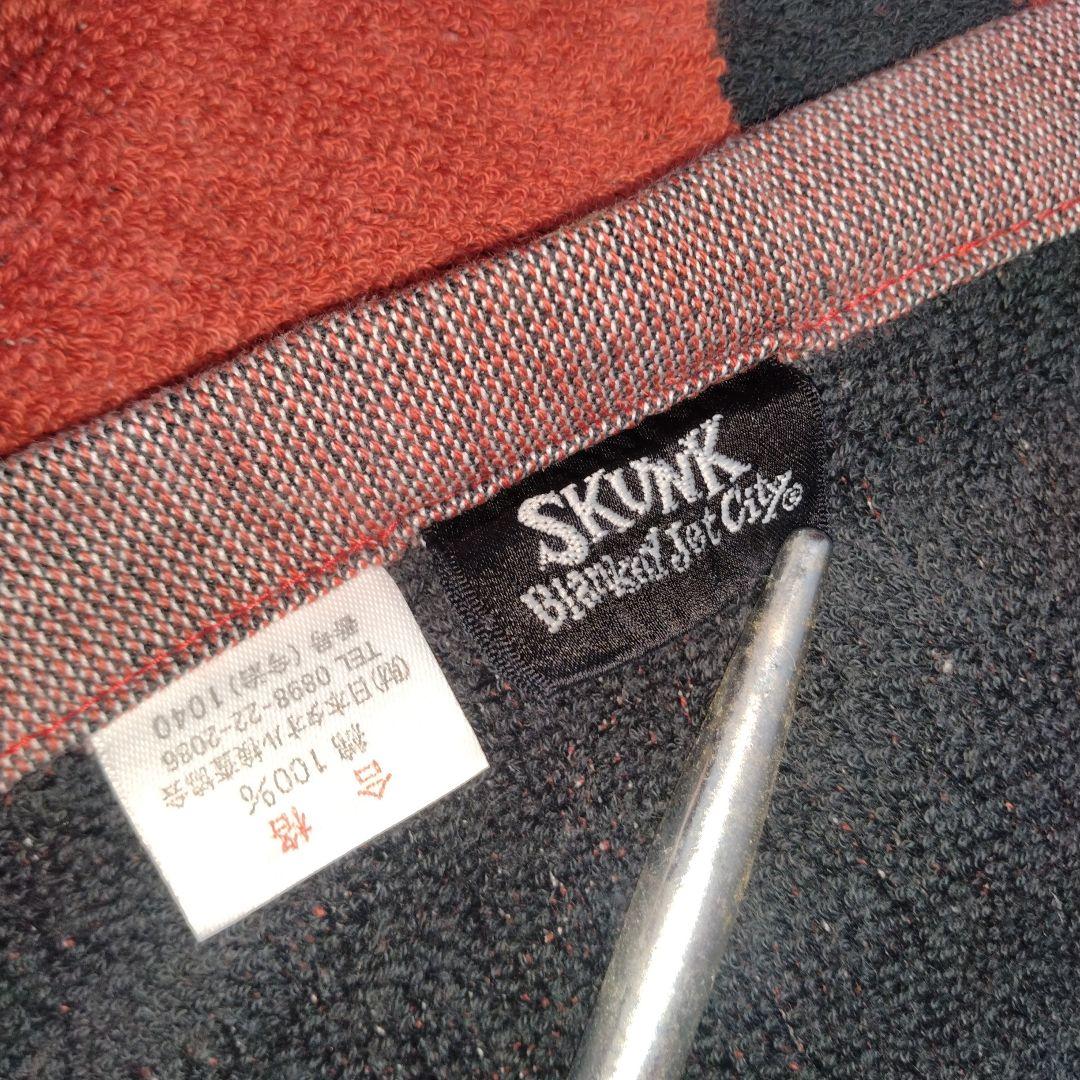 SKUNK
Blankey Jet City©
合格
綿 100%
(財)日本タオル検査協会
TEL 0898-22-2086
番号(今治)1040